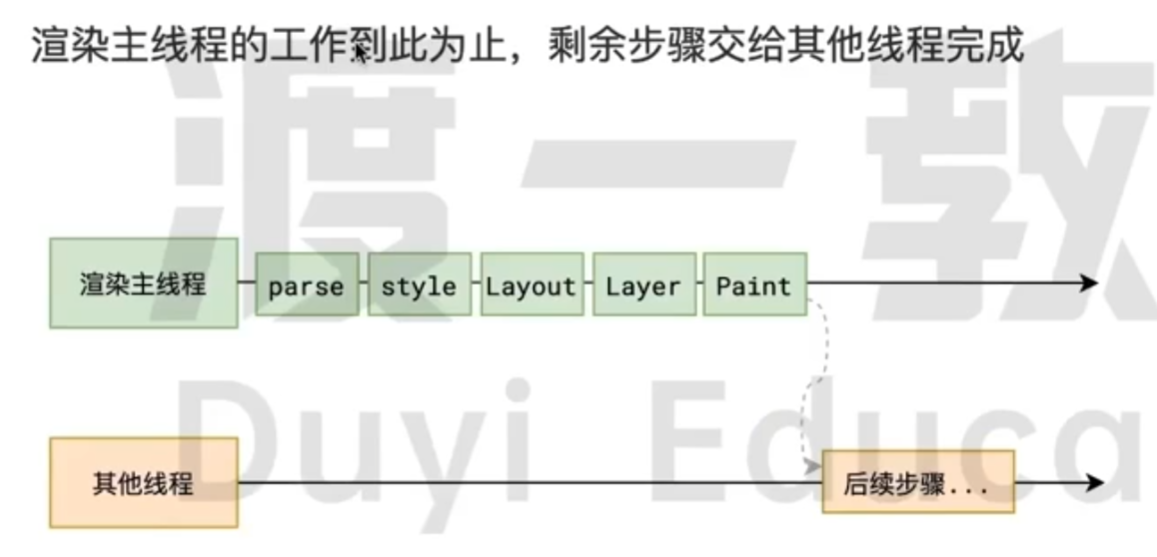 渲染主线程的工作到此为止，剩余步骤交给其他线程完成
渡一教
渲染主线程
parse
style
Layout
Layer
Paint
Duyi Educa
其他线程
后续步骤...